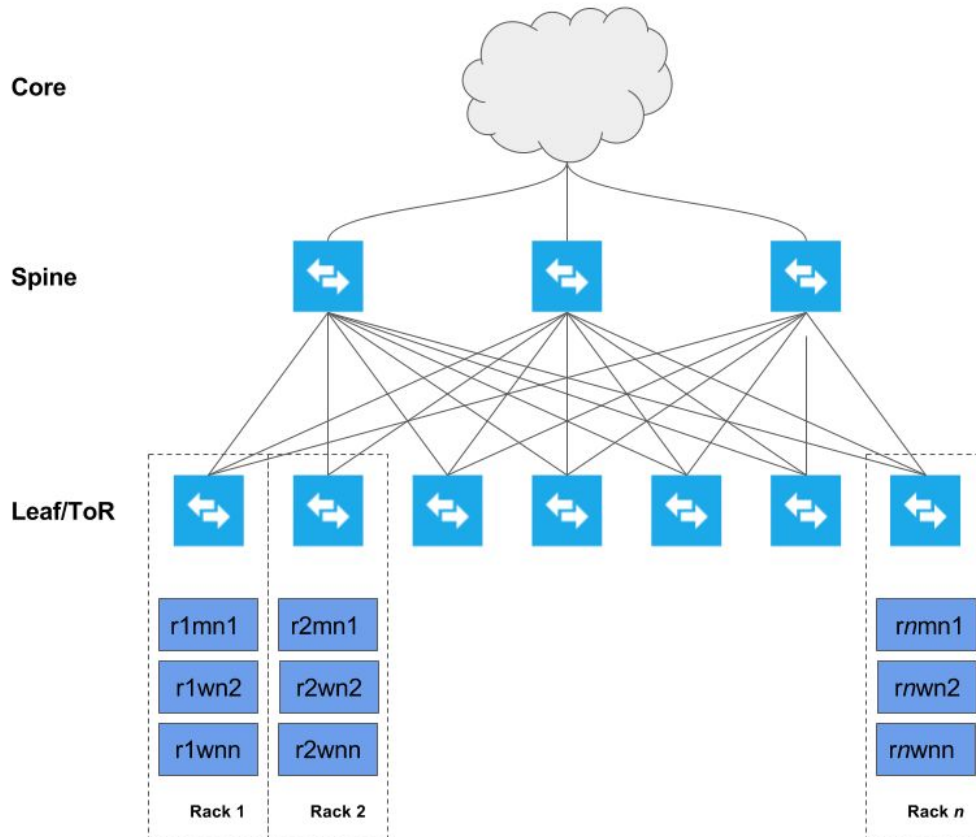 Core
Spine
Leaf/ToR
r1mn1
r2mn1
rnmn1
r1wn2
r2wn2
rnwn2
r1wnn
r2wnn
rnwnn
Rack 1
Rack 2
Rack n